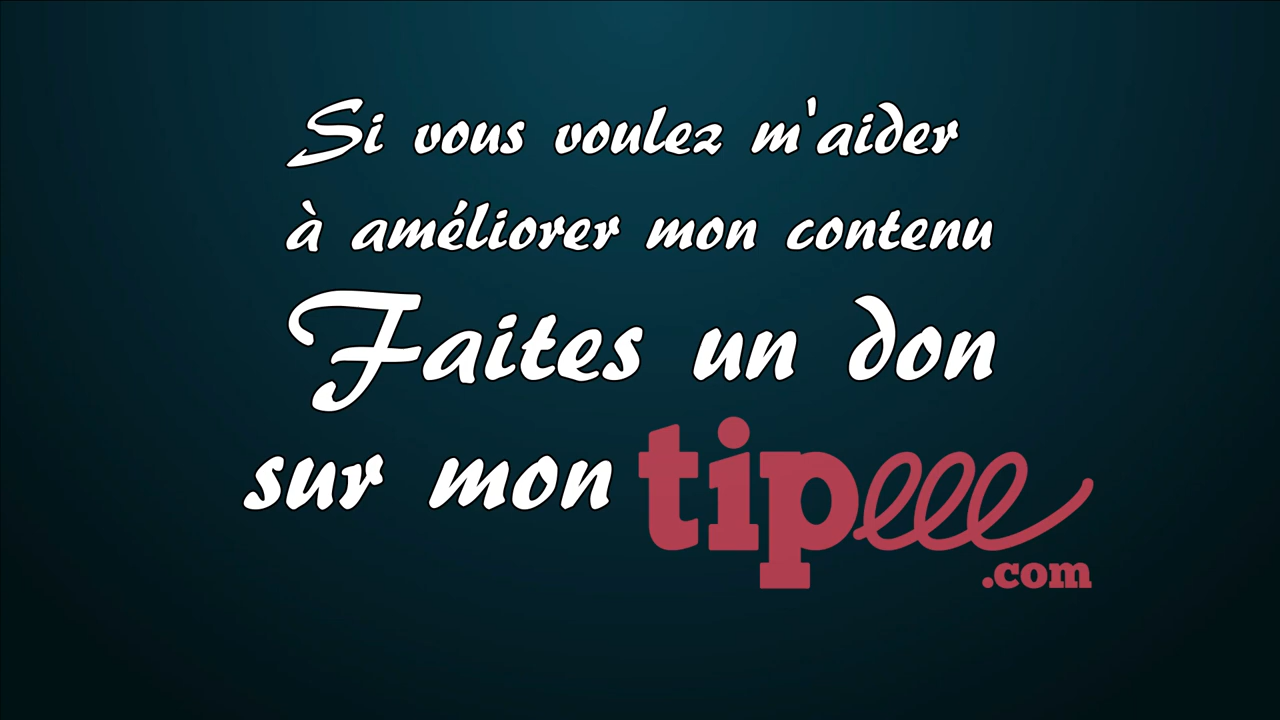 Si vous voulez m'aider
à améliorer mon contenu
Faites un don
sur mon tipeee
.com